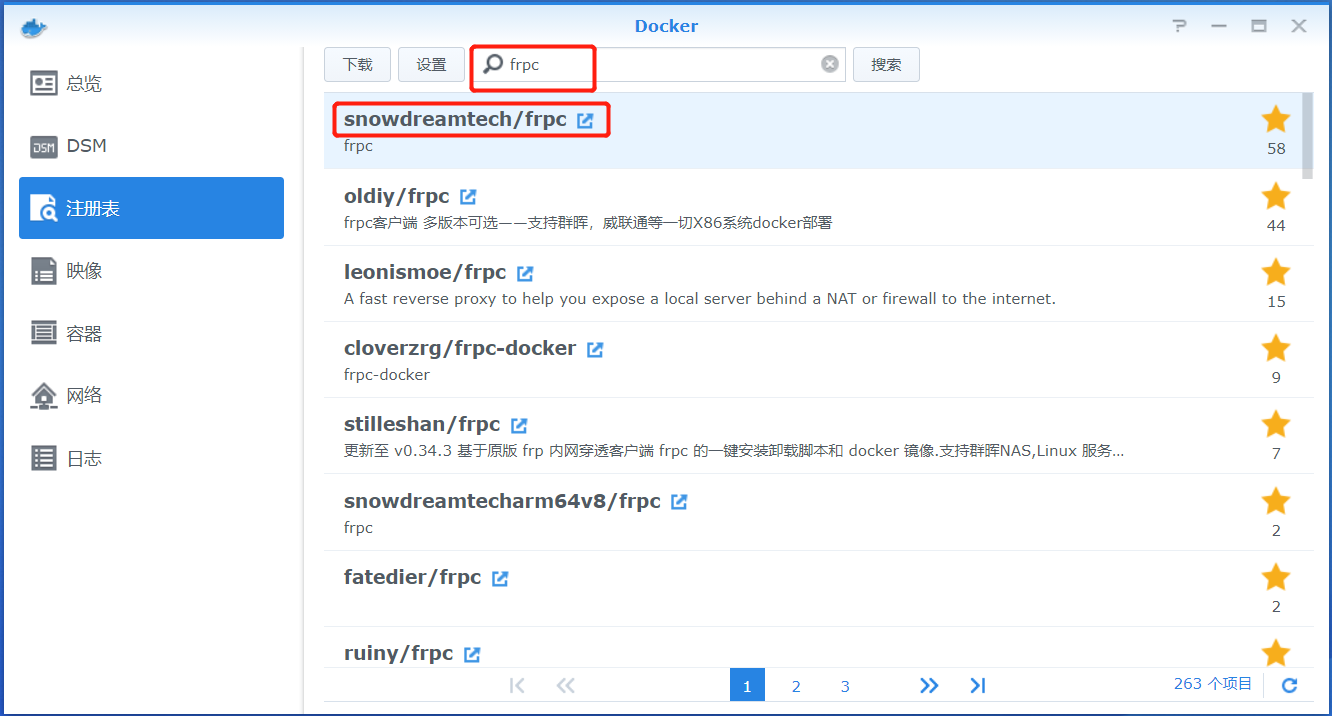 Docker
总览
DSM
DSM
注册表
映像
容器
网络
日志
下载
设置
frpc
搜索
snowdreamtech/frpc
frpc
58
oldiy/frpc
frpc客户端 多版本可选——支持群晖，威联通等一切X86系统docker部署
44
leonismoe/frpc
A fast reverse proxy to help you expose a local server behind a NAT or firewall to the internet.
15
cloverzrg/frpc-docker
frpc-docker
9
stilleshan/frpc
更新至 v0.34.3 基于原版 frp 内网穿透客户端 frpc 的一键安装卸载脚本和 docker 镜像.支持群晖NAS,Linux 服务...
7
snowdreamtecharm64v8/frpc
frpc
2
fatedier/frpc
2
ruiny/frpc
1
2
3
263 个项目